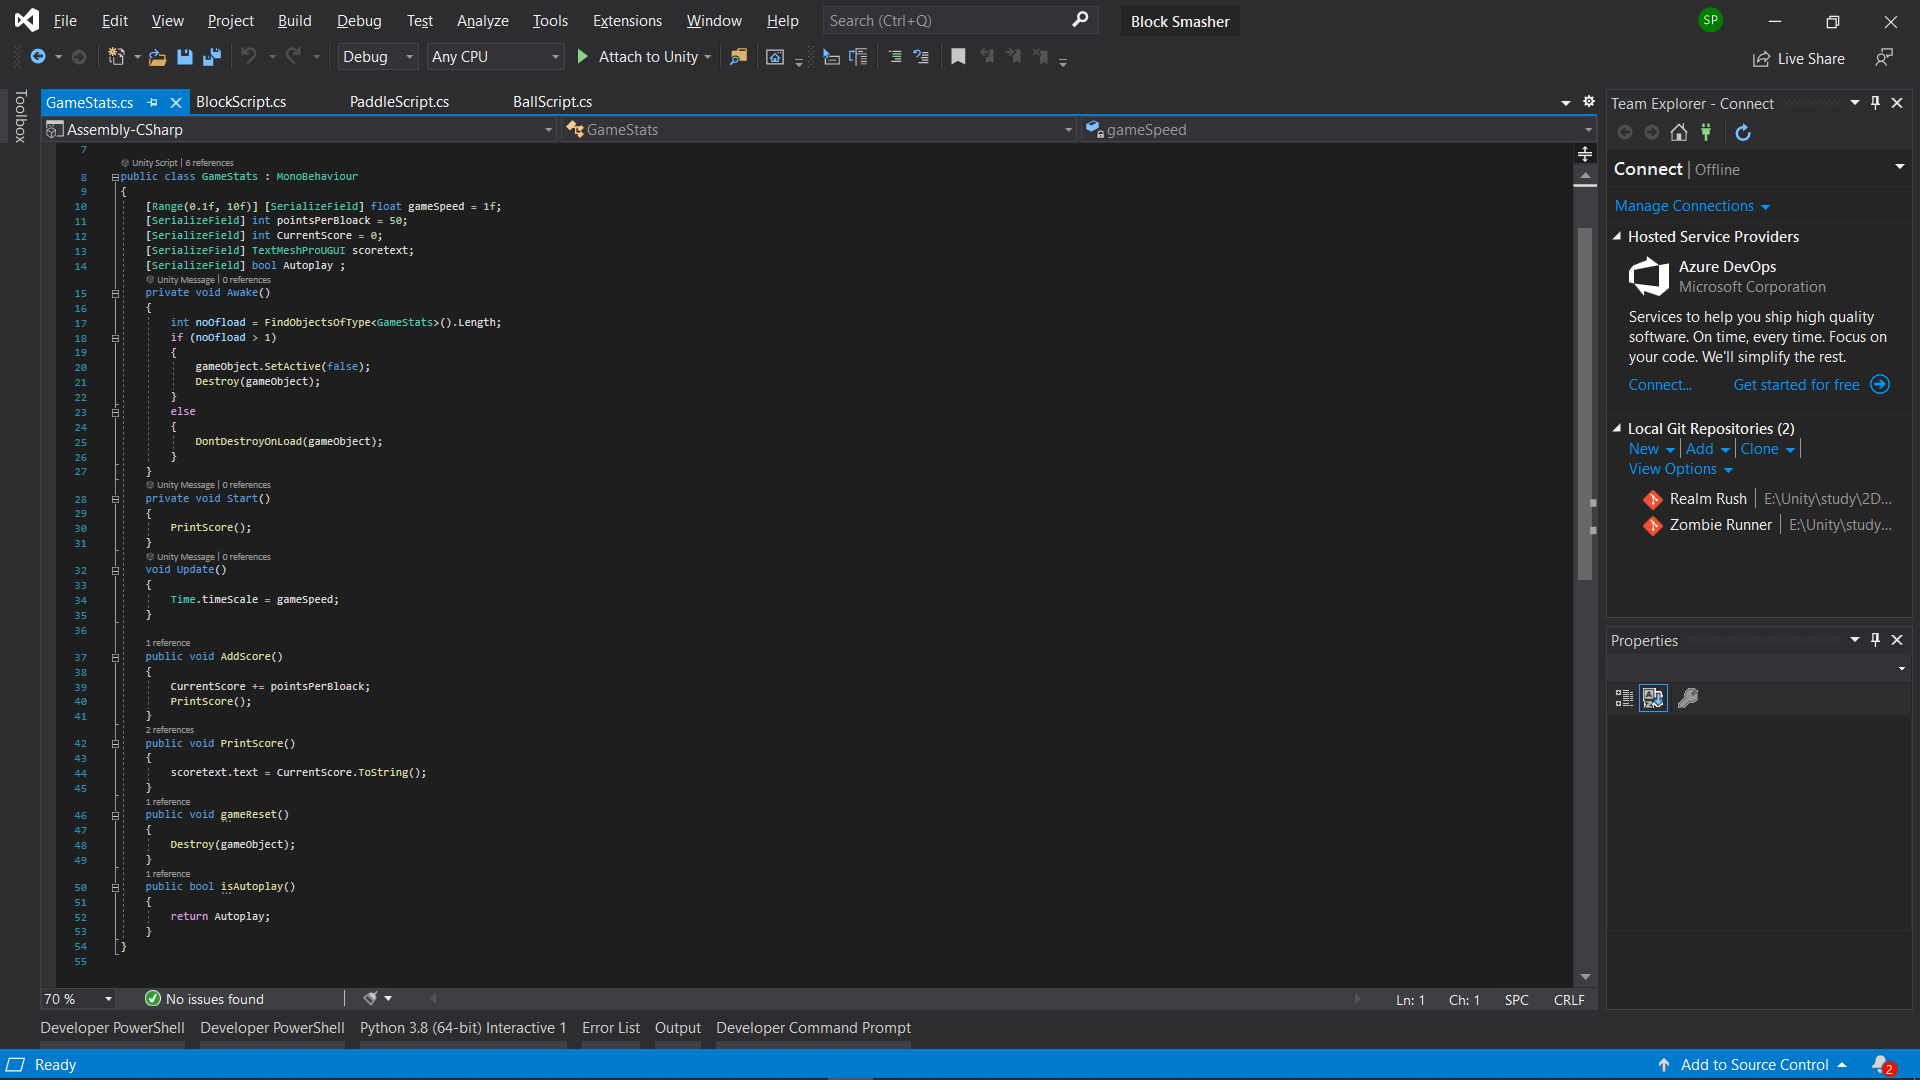 File Edit View Project Build Debug Test Analyze Tools Extensions Window Help Search (Ctrl+Q) Block Smasher SP
Debug Any CPU Attach to Unity Live Share
Toolbox
GameStats.cs BlockScript.cs PaddleScript.cs BallScript.cs
Assembly-CSharp GameStats gameSpeed
7
Unity Script | 6 references
8 public class GameStats : MonoBehaviour
9 {
10 [Range(0.1f, 10f)] [SerializeField] float gameSpeed = 1f;
11 [SerializeField] int pointsPerBloack = 50;
12 [SerializeField] int CurrentScore = 0;
13 [SerializeField] TextMeshProUGUI scoretext;
14 [SerializeField] bool Autoplay ;
Unity Message | 0 references
15 private void Awake()
16 {
17 int noOfload = FindObjectsOfType<GameStats>().Length;
18 if (noOfload > 1)
19 {
20 gameObject.SetActive(false);
21 Destroy(gameObject);
22 }
23 else
24 {
25 DontDestroyOnLoad(gameObject);
26 }
27 }
Unity Message | 0 references
28 private void Start()
29 {
30 PrintScore();
31 }
Unity Message | 0 references
32 void Update()
33 {
34 Time.timeScale = gameSpeed;
35 }
36
1 reference
37 public void AddScore()
38 {
39 CurrentScore += pointsPerBloack;
40 PrintScore();
41 }
2 references
42 public void PrintScore()
43 {
44 scoretext.text = CurrentScore.ToString();
45 }
1 reference
46 public void gameReset()
47 {
48 Destroy(gameObject);
49 }
1 reference
50 public bool isAutoplay()
51 {
52 return Autoplay;
53 }
54 }
55
70 % No issues found Ln: 1 Ch: 1 SPC CRLF
Team Explorer - Connect
Connect | Offline
Manage Connections
Hosted Service Providers
Azure DevOps
Microsoft Corporation
Services to help you ship high quality
software. On time, every time. Focus on
your code. We'll simplify the rest.
Connect... Get started for free
Local Git Repositories (2)
New Add Clone
View Options
Realm Rush E:\Unity\study\2D...
Zombie Runner E:\Unity\study...
Properties
Developer PowerShell Developer PowerShell Python 3.8 (64-bit) Interactive 1 Error List Output Developer Command Prompt
Ready Add to Source Control 2